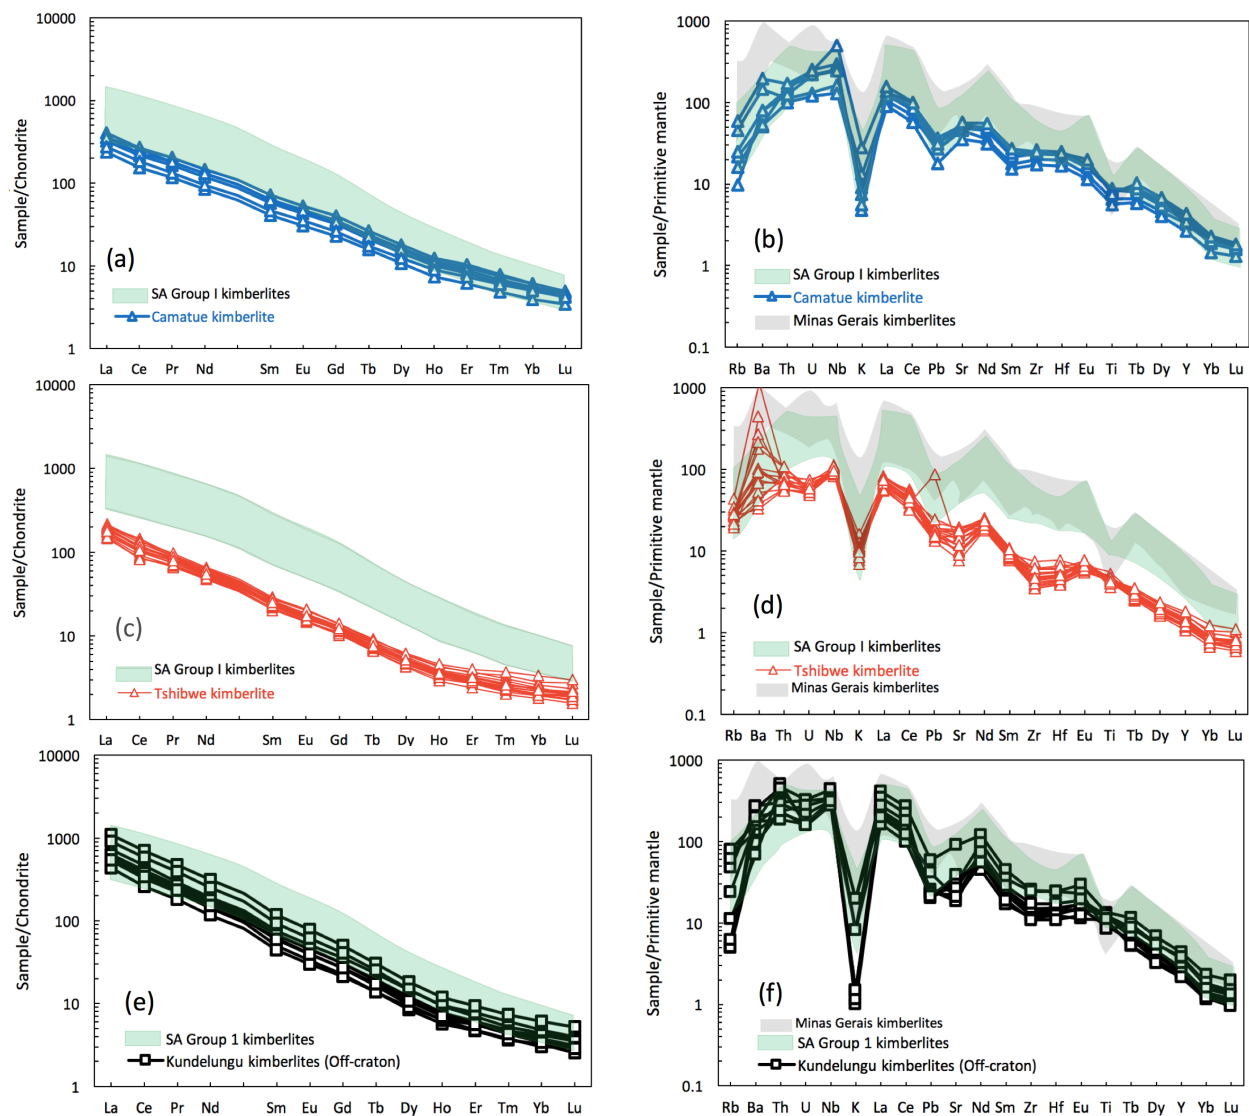 10000
1000
100
10
1
Sample/Chondrite
(a)
SA Group I kimberlites
Camatue kimberlite
La Ce Pr Nd Sm Eu Gd Tb Dy Ho Er Tm Yb Lu
1000
100
10
1
0.1
Sample/Primitive mantle
(b)
SA Group I kimberlites
Camatue kimberlite
Minas Gerais kimberlites
Rb Ba Th U Nb K La Ce Pb Sr Nd Sm Zr Hf Eu Ti Tb Dy Y Yb Lu
10000
1000
100
10
1
Sample/Chondrite
(c)
SA Group I kimberlites
Tshibwe kimberlite
La Ce Pr Nd Sm Eu Gd Tb Dy Ho Er Tm Yb Lu
1000
100
10
1
0.1
Sample/Primitive mantle
(d)
SA Group I kimberlites
Tshibwe kimberlite
Minas Gerais kimberlites
Rb Ba Th U Nb K La Ce Pb Sr Nd Sm Zr Hf Eu Ti Tb Dy Y Yb Lu
10000
1000
100
10
1
Sample/Chondrite
(e)
SA Group 1 kimberlites
Kundelungu kimberlites (Off-craton)
La Ce Pr Nd Sm Eu Gd Tb Dy Ho Er Tm Yb Lu
1000
100
10
1
0.1
Sample/Primitive mantle
(f)
Minas Gerais kimberlites
SA Group 1 kimberlites
Kundelungu kimberlites (Off-craton)
Rb Ba Th U Nb K La Ce Pb Sr Nd Sm Zr Hf Eu Ti Tb Dy Y Yb Lu